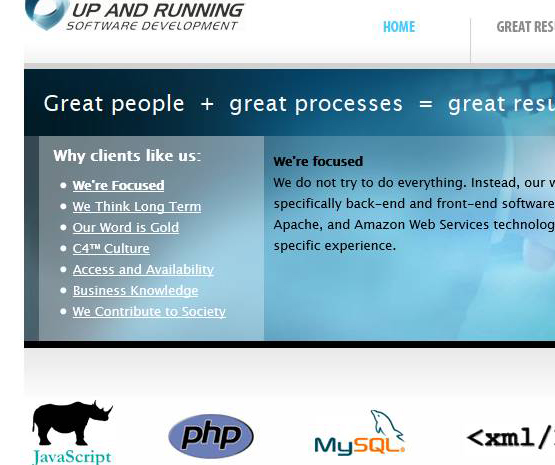 UP AND RUNNING
SOFTWARE DEVELOPMENT
HOME
GREAT RES
Great people + great processes = great resu
Why clients like us:
We're Focused
We Think Long Term
Our Word is Gold
C4™ Culture
Access and Availability
Business Knowledge
We Contribute to Society
We're focused
We do not try to do everything. Instead, our w
specifically back-end and front-end software
Apache, and Amazon Web Services technolog
specific experience.
JavaScript
php
MySQL
<xml/